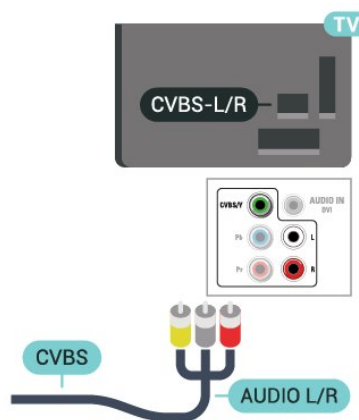 TV
CVBS-L/R
CVBS/Y
AUDIO IN
DVI
Pb
L
Pr
R
CVBS
AUDIO L/R